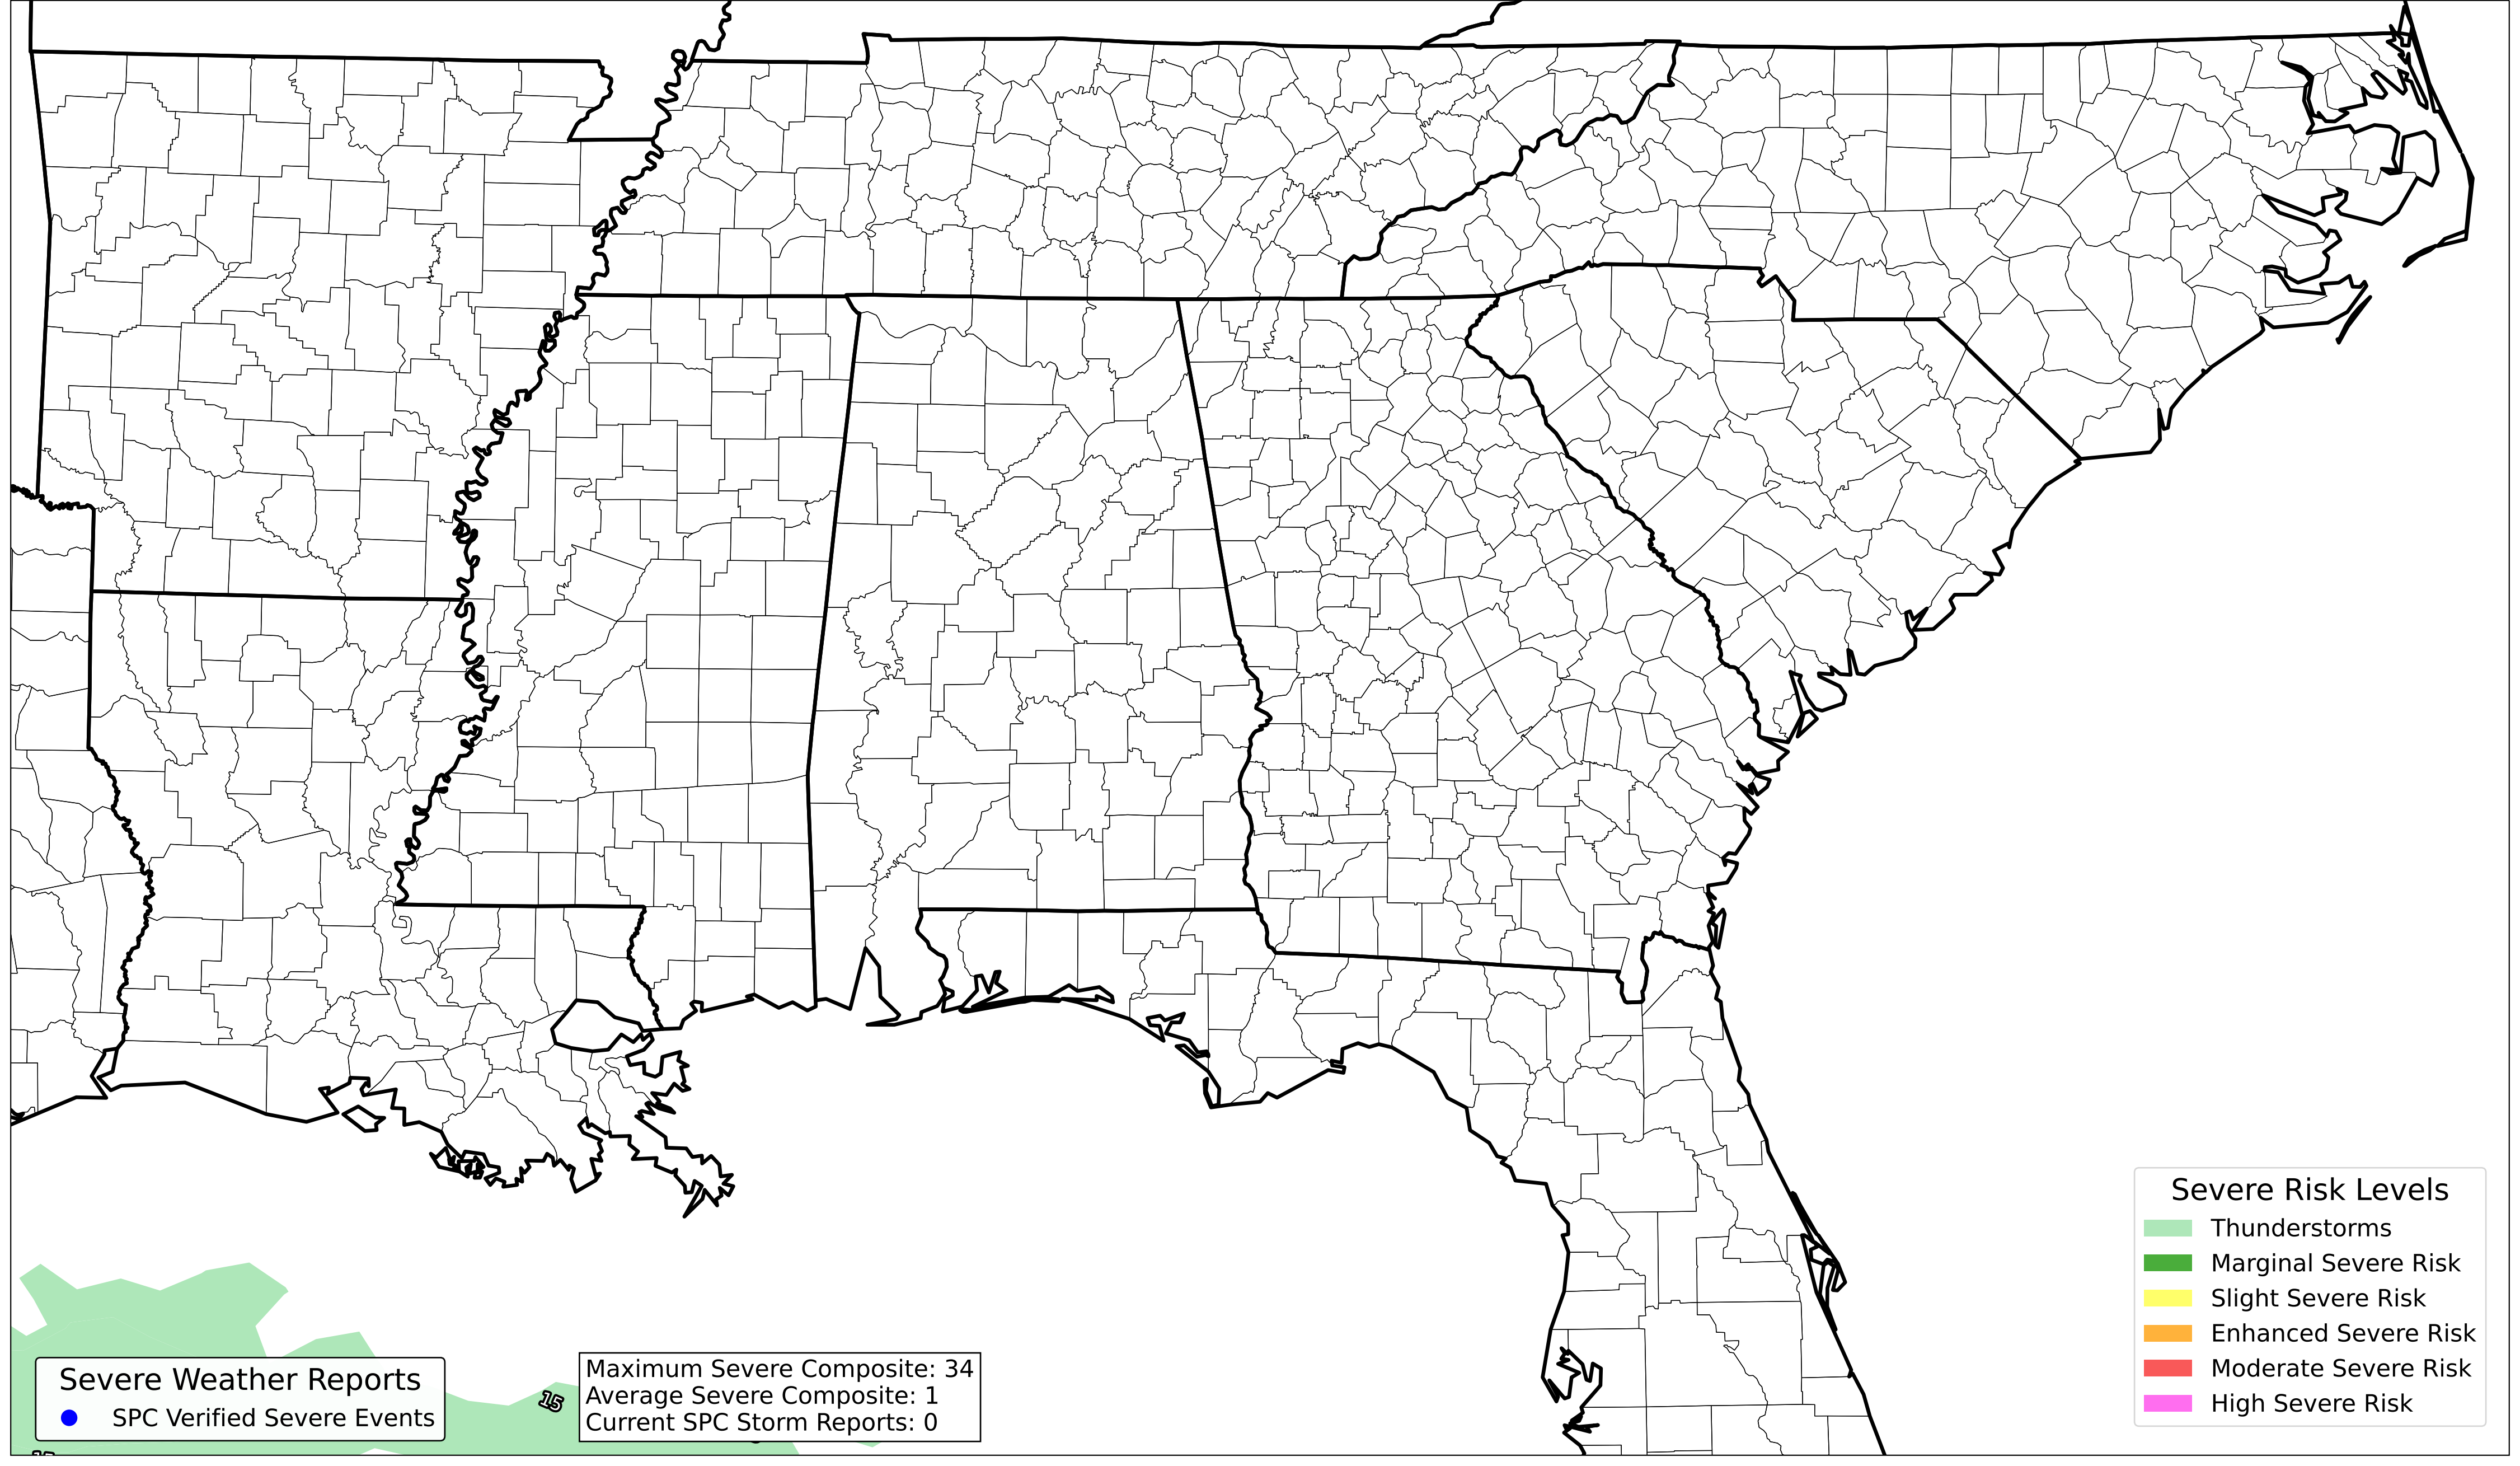 Severe Risk Levels
Thunderstorms
Marginal Severe Risk
Slight Severe Risk
Enhanced Severe Risk
Moderate Severe Risk
High Severe Risk
Severe Weather Reports
SPC Verified Severe Events
15
Maximum Severe Composite: 34
Average Severe Composite: 1
Current SPC Storm Reports: 0